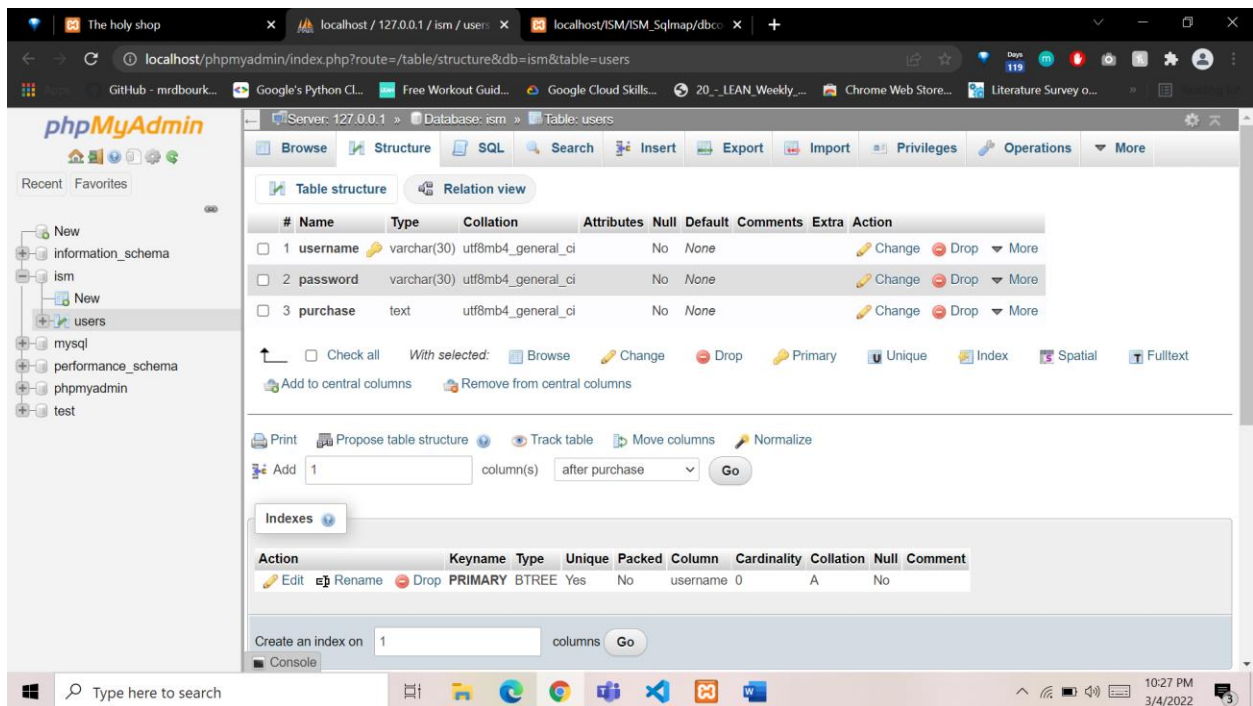 The holy shop
localhost / 127.0.0.1 / ism / users
localhost/ISM/ISM_Sqlmap/dbco
localhost/phpmyadmin/index.php?route=/table/structure&db=ism&table=users
Days
119
Apps GitHub - mrdbourk... Google's Python Cl... Free Workout Guid... Google Cloud Skills... 20_-_LEAN_Weekly_... Chrome Web Store... Literature Survey o... »
phpMyAdmin
Recent Favorites
New
information_schema
ism
New
users
mysql
performance_schema
phpmyadmin
test
Server: 127.0.0.1 » Database: ism » Table: users
Browse Structure SQL Search Insert Export Import Privileges Operations More
Table structure Relation view
# Name Type Collation Attributes Null Default Comments Extra Action
1 username varchar(30) utf8mb4_general_ci No None Change Drop More
2 password varchar(30) utf8mb4_general_ci No None Change Drop More
3 purchase text utf8mb4_general_ci No None Change Drop More
Check all With selected: Browse Change Drop Primary Unique Index Spatial Fulltext
Add to central columns Remove from central columns
Print Propose table structure Track table Move columns Normalize
Add 1 column(s) after purchase Go
Indexes
Action Keyname Type Unique Packed Column Cardinality Collation Null Comment
Edit Rename Drop PRIMARY BTREE Yes No username 0 A No
Create an index on 1 columns Go
Console
Type here to search
10:27 PM
3/4/2022
3